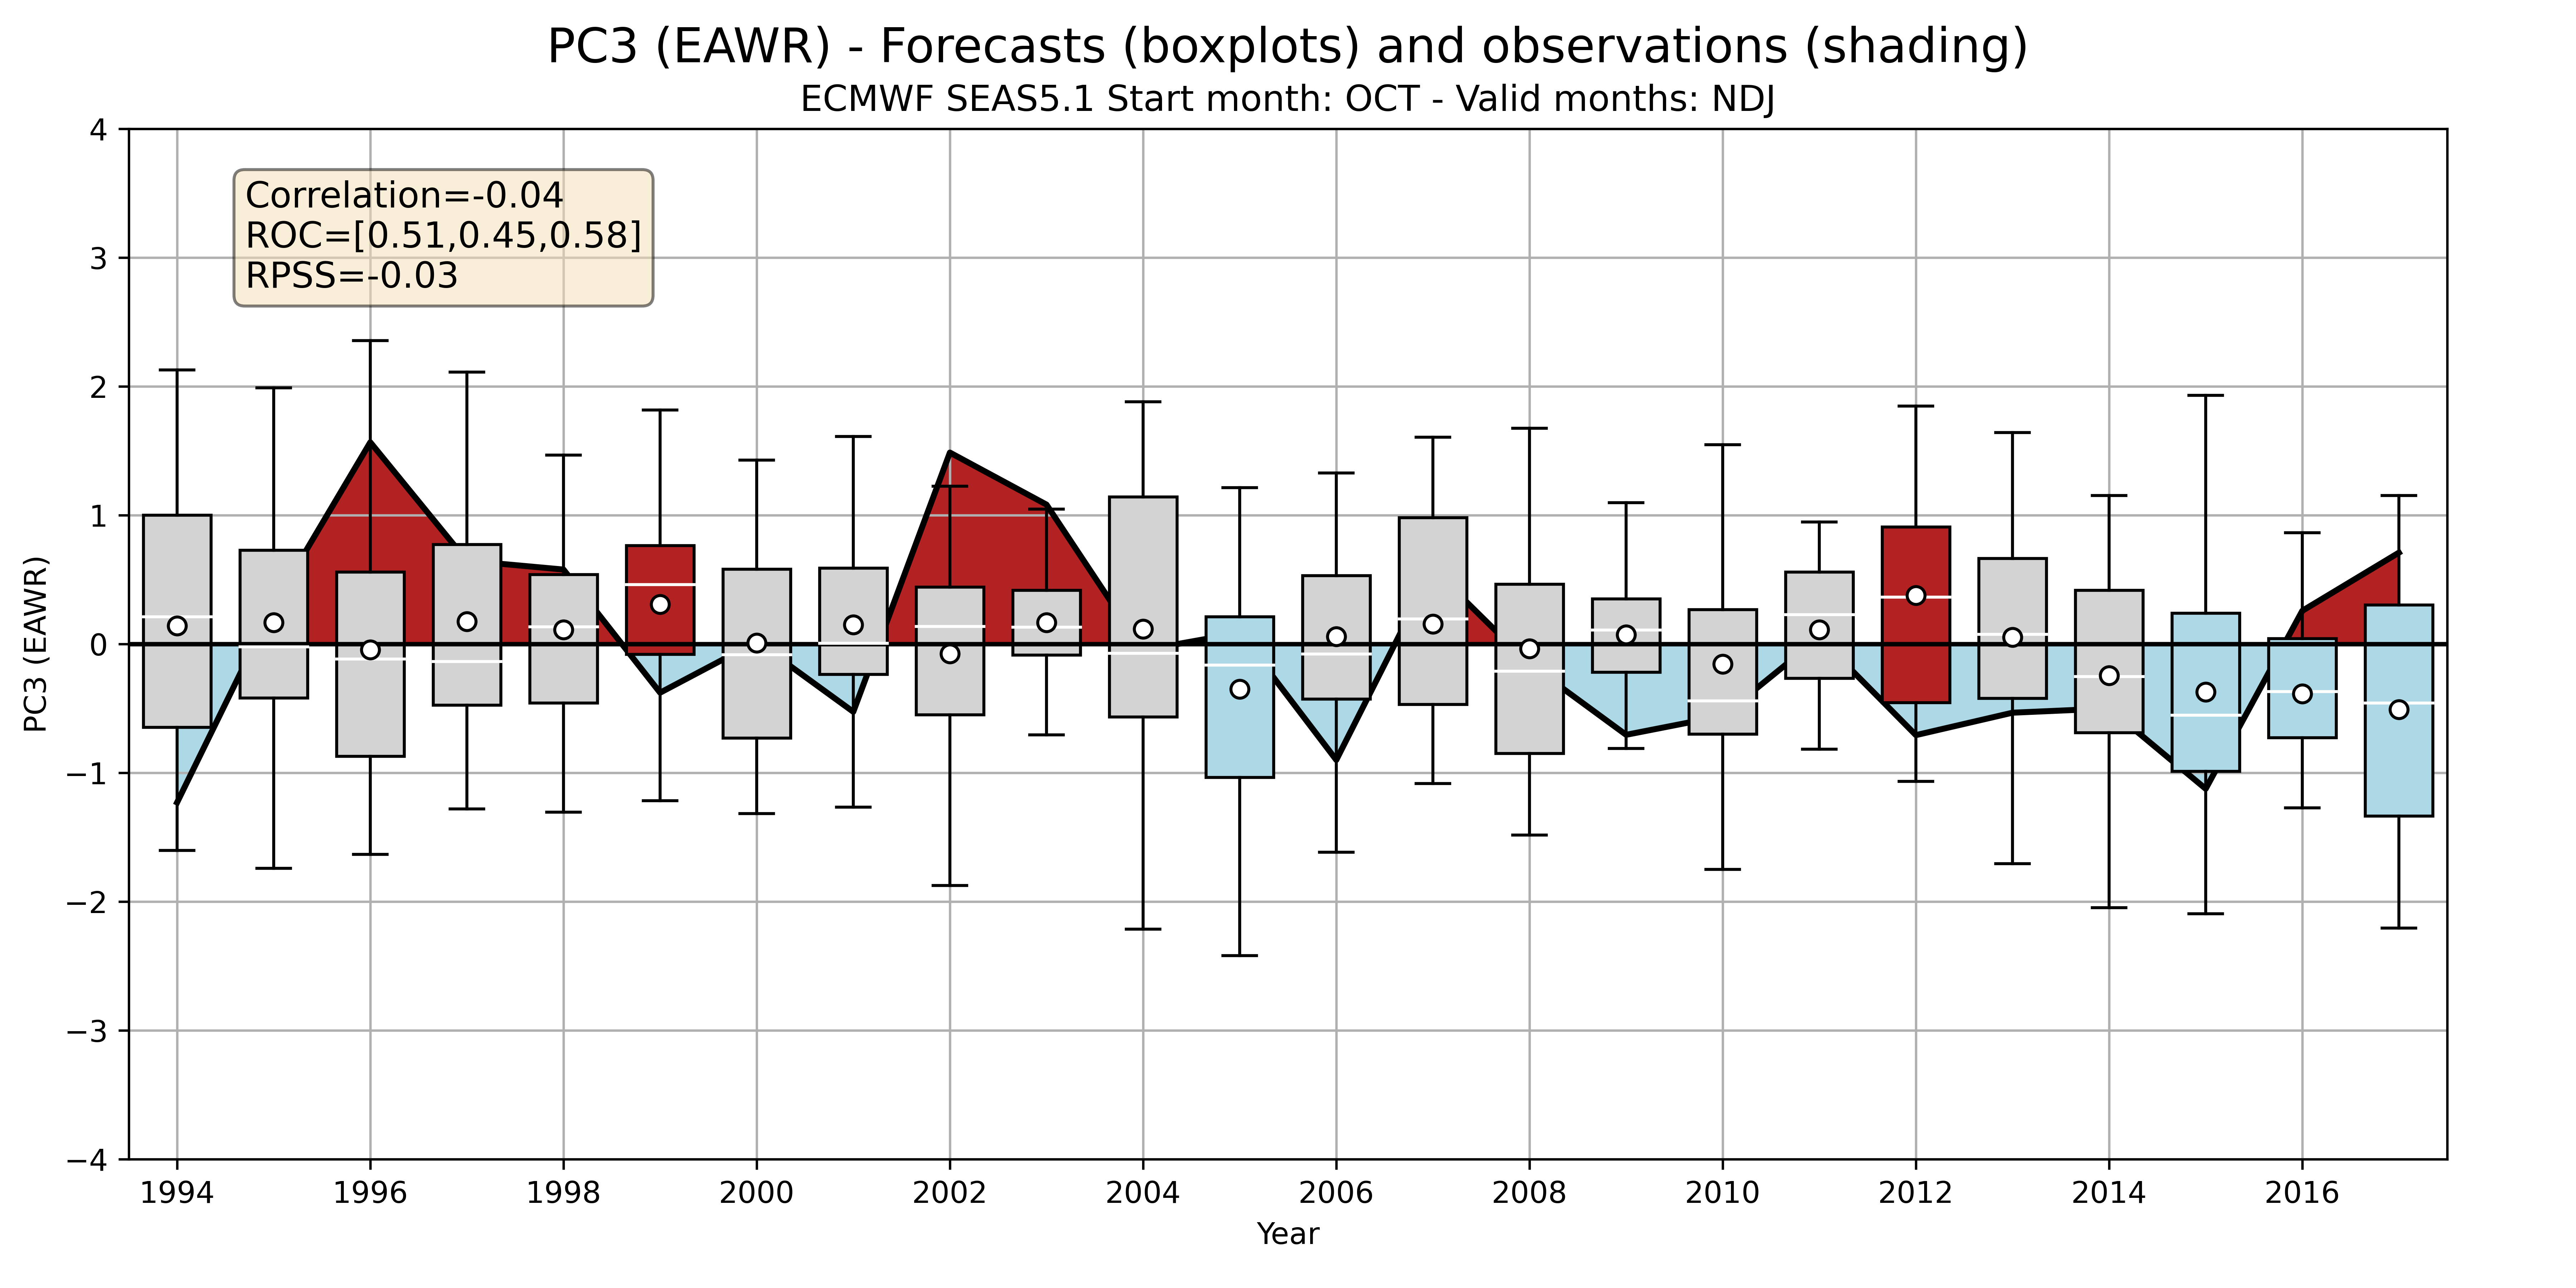 PC3 (EAWR) - Forecasts (boxplots) and observations (shading)
ECMWF SEAS5.1 Start month: OCT - Valid months: NDJ
Correlation=-0.04
ROC=[0.51,0.45,0.58]
RPSS=-0.03
PC3 (EAWR)
4
3
2
1
0
−1
−2
−3
−4
1994 1996 1998 2000 2002 2004 2006 2008 2010 2012 2014 2016
Year